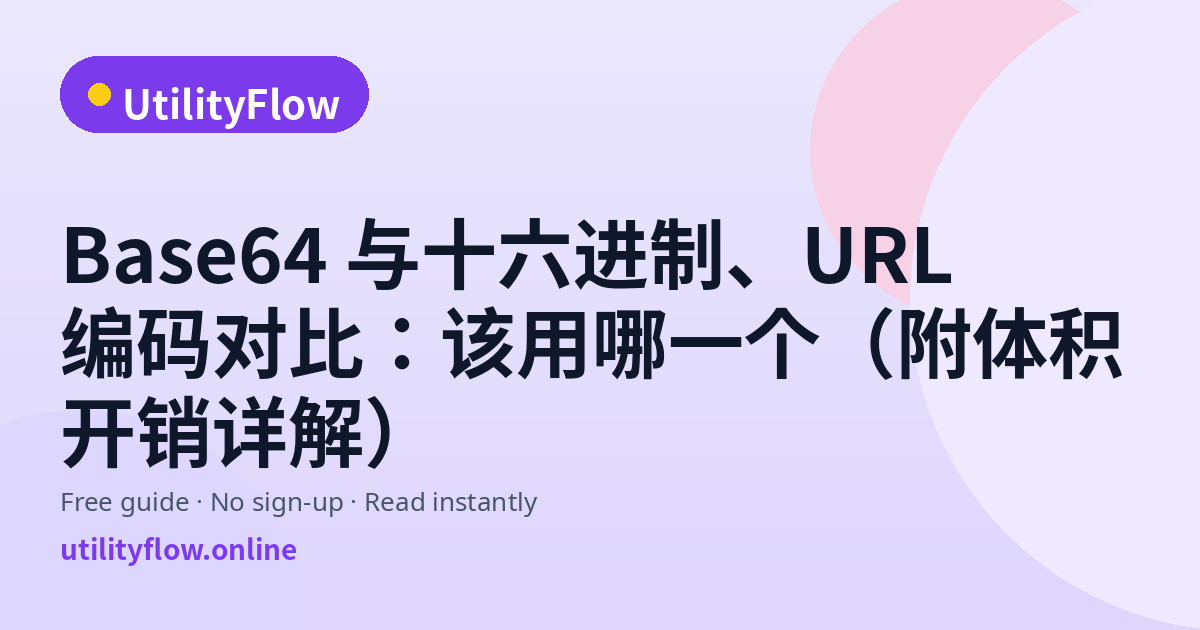 UtilityFlow
Base64 与十六进制、URL
编码对比：该用哪一个（附体积
开销详解）
Free guide · No sign-up · Read instantly
utilityflow.online